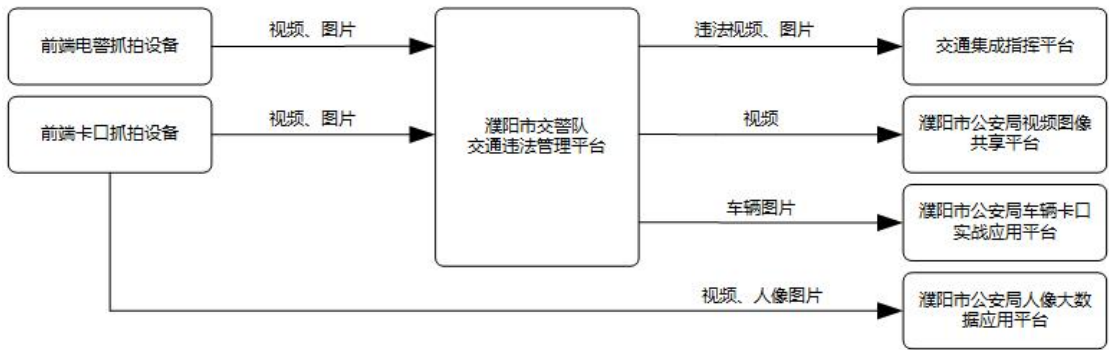 前端电警抓拍设备
视频、图片
违法视频、图片
交通集成指挥平台
前端卡口抓拍设备
视频、图片
濮阳市交警队
交通违法管理平台
视频
濮阳市公安局视频图像
共享平台
车辆图片
濮阳市公安局车辆卡口
实战应用平台
视频、人像图片
濮阳市公安局人像大数
据应用平台